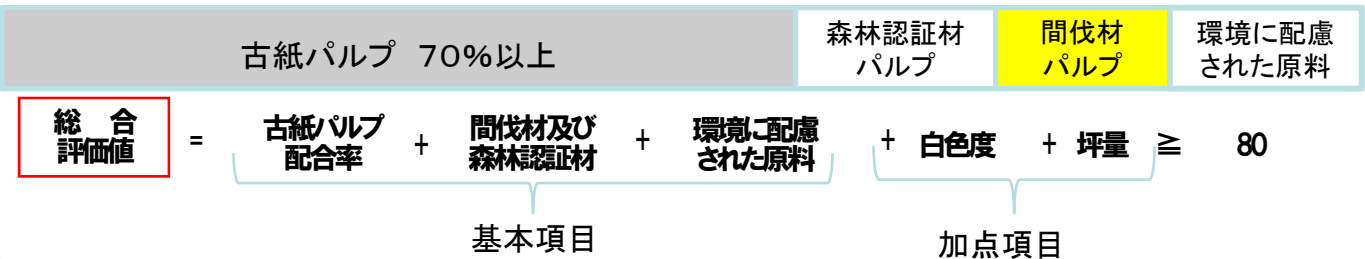 古紙パルプ 70%以上
森林認証材
パルプ
間伐材
パルプ
環境に配慮
された原料
総 合
評価値
=
古紙パルプ
配合率
+
間伐材及び
森林認証材
+
環境に配慮
された原料
+ 白色度 + 坪量 ≧ 80
基本項目
加点項目